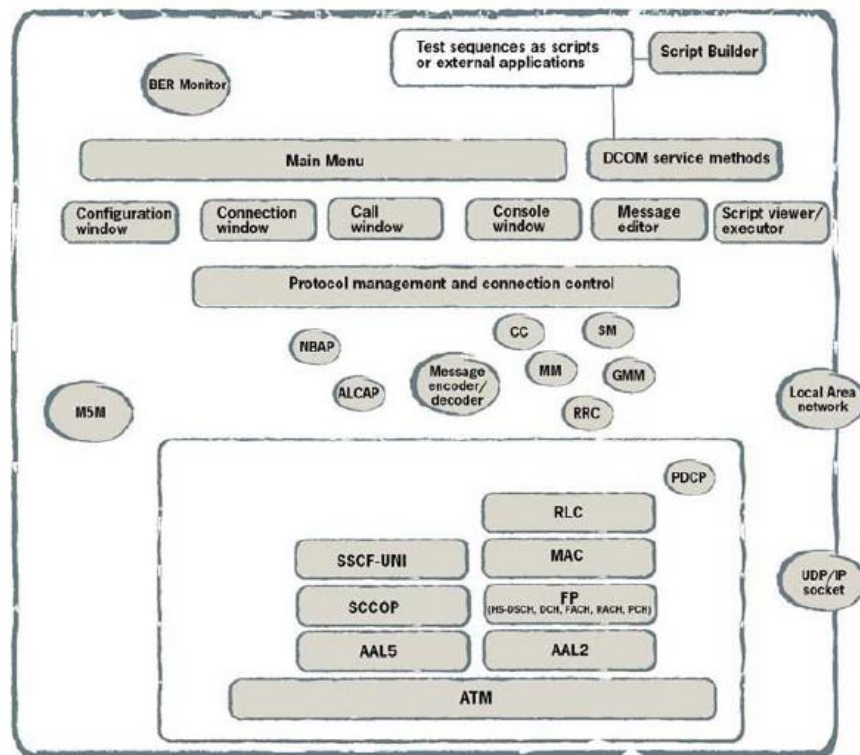 Test sequences as scripts
or external applications
Script Builder
BER Monitor
Main Menu
DCOM service methods
Configuration
window
Connection
window
Call
window
Console
window
Message
editor
Script viewer/
executor
Protocol management and connection control
CC
SM
NBAP
Message
encoder/
decoder
MM
GMM
ALCAP
RRC
M5M
Local Area
network
PDCP
RLC
SSCF-UNI
MAC
UDP/IP
socket
SCCOP
FP
(HS-DSCH, DCH, FACH, RACH, PCH)
AAL5
AAL2
ATM